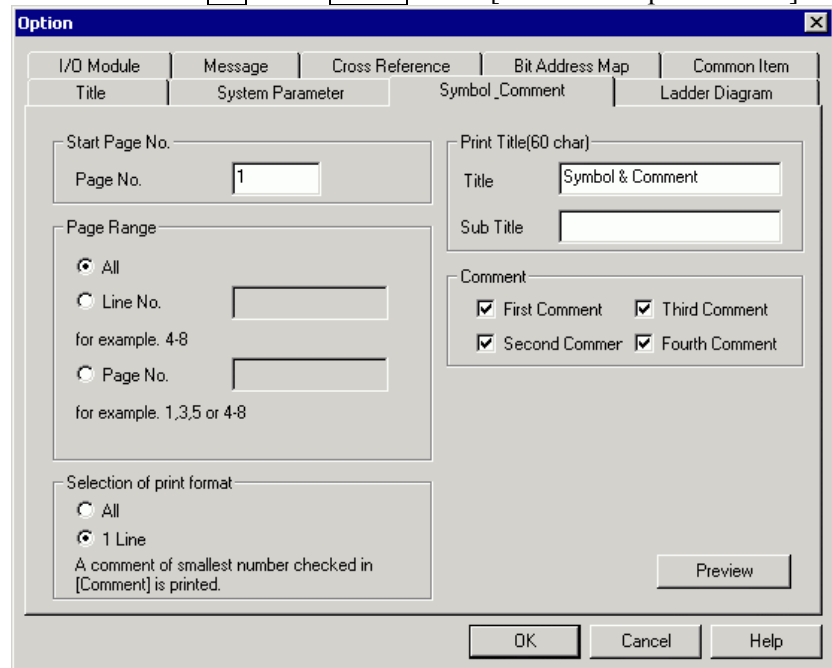 Option
I/O Module Message Cross Reference Bit Address Map Common Item
Title System Parameter Symbol_Comment Ladder Diagram
Start Page No.
Page No. 1
Page Range
All
Line No.
for example. 4-8
Page No.
for example. 1,3,5 or 4-8
Selection of print format
All
1 Line
A comment of smallest number checked in
[Comment] is printed.
Print Title(60 char)
Title Symbol & Comment
Sub Title
Comment
First Comment Third Comment
Second Commer Fourth Comment
Preview
OK Cancel Help